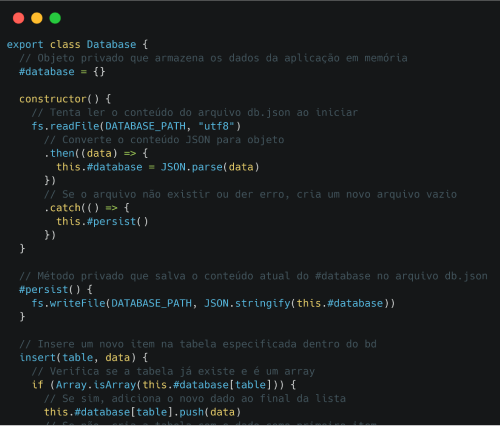 export class Database {
// Objeto privado que armazena os dados da aplicação em memória
#database = {}
constructor() {
// Tenta ler o conteúdo do arquivo db.json ao iniciar
fs.readFile(DATABASE_PATH, "utf8")
// Converte o conteúdo JSON para objeto
.then((data) => {
this.#database = JSON.parse(data)
})
// Se o arquivo não existir ou der erro, cria um novo arquivo vazio
.catch(() => {
this.#persist()
})
}
// Método privado que salva o conteúdo atual do #database no arquivo db.json
#persist() {
fs.writeFile(DATABASE_PATH, JSON.stringify(this.#database))
}
// Insere um novo item na tabela especificada dentro do bd
insert(table, data) {
// Verifica se a tabela já existe e é um array
if (Array.isArray(this.#database[table])) {
// Se sim, adiciona o novo dado ao final da lista
this.#database[table].push(data)